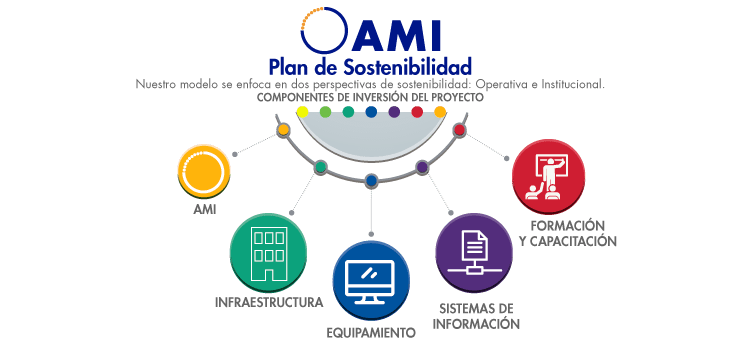 AMI
Plan de Sostenibilidad
Nuestro modelo se enfoca en dos perspectivas de sostenibilidad: Operativa e Institucional.
COMPONENTES DE INVERSIÓN DEL PROYECTO
AMI
INFRAESTRUCTURA
EQUIPAMIENTO
SISTEMAS DE
INFORMACIÓN
FORMACIÓN
Y CAPACITACIÓN